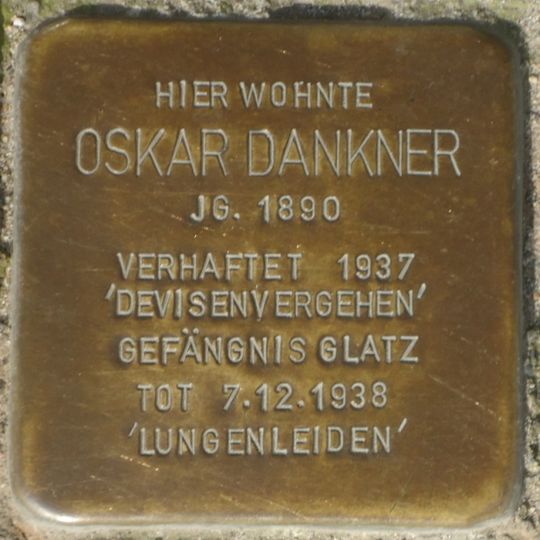 HIER WOHNTE
OSKAR DANKNER
JG. 1890
VERHAFTET 1937
'DEVISENVERGEHEN'
GEFÄNGNIS GLATZ
TOT 7.12.1938
'LUNGENLEIDEN'